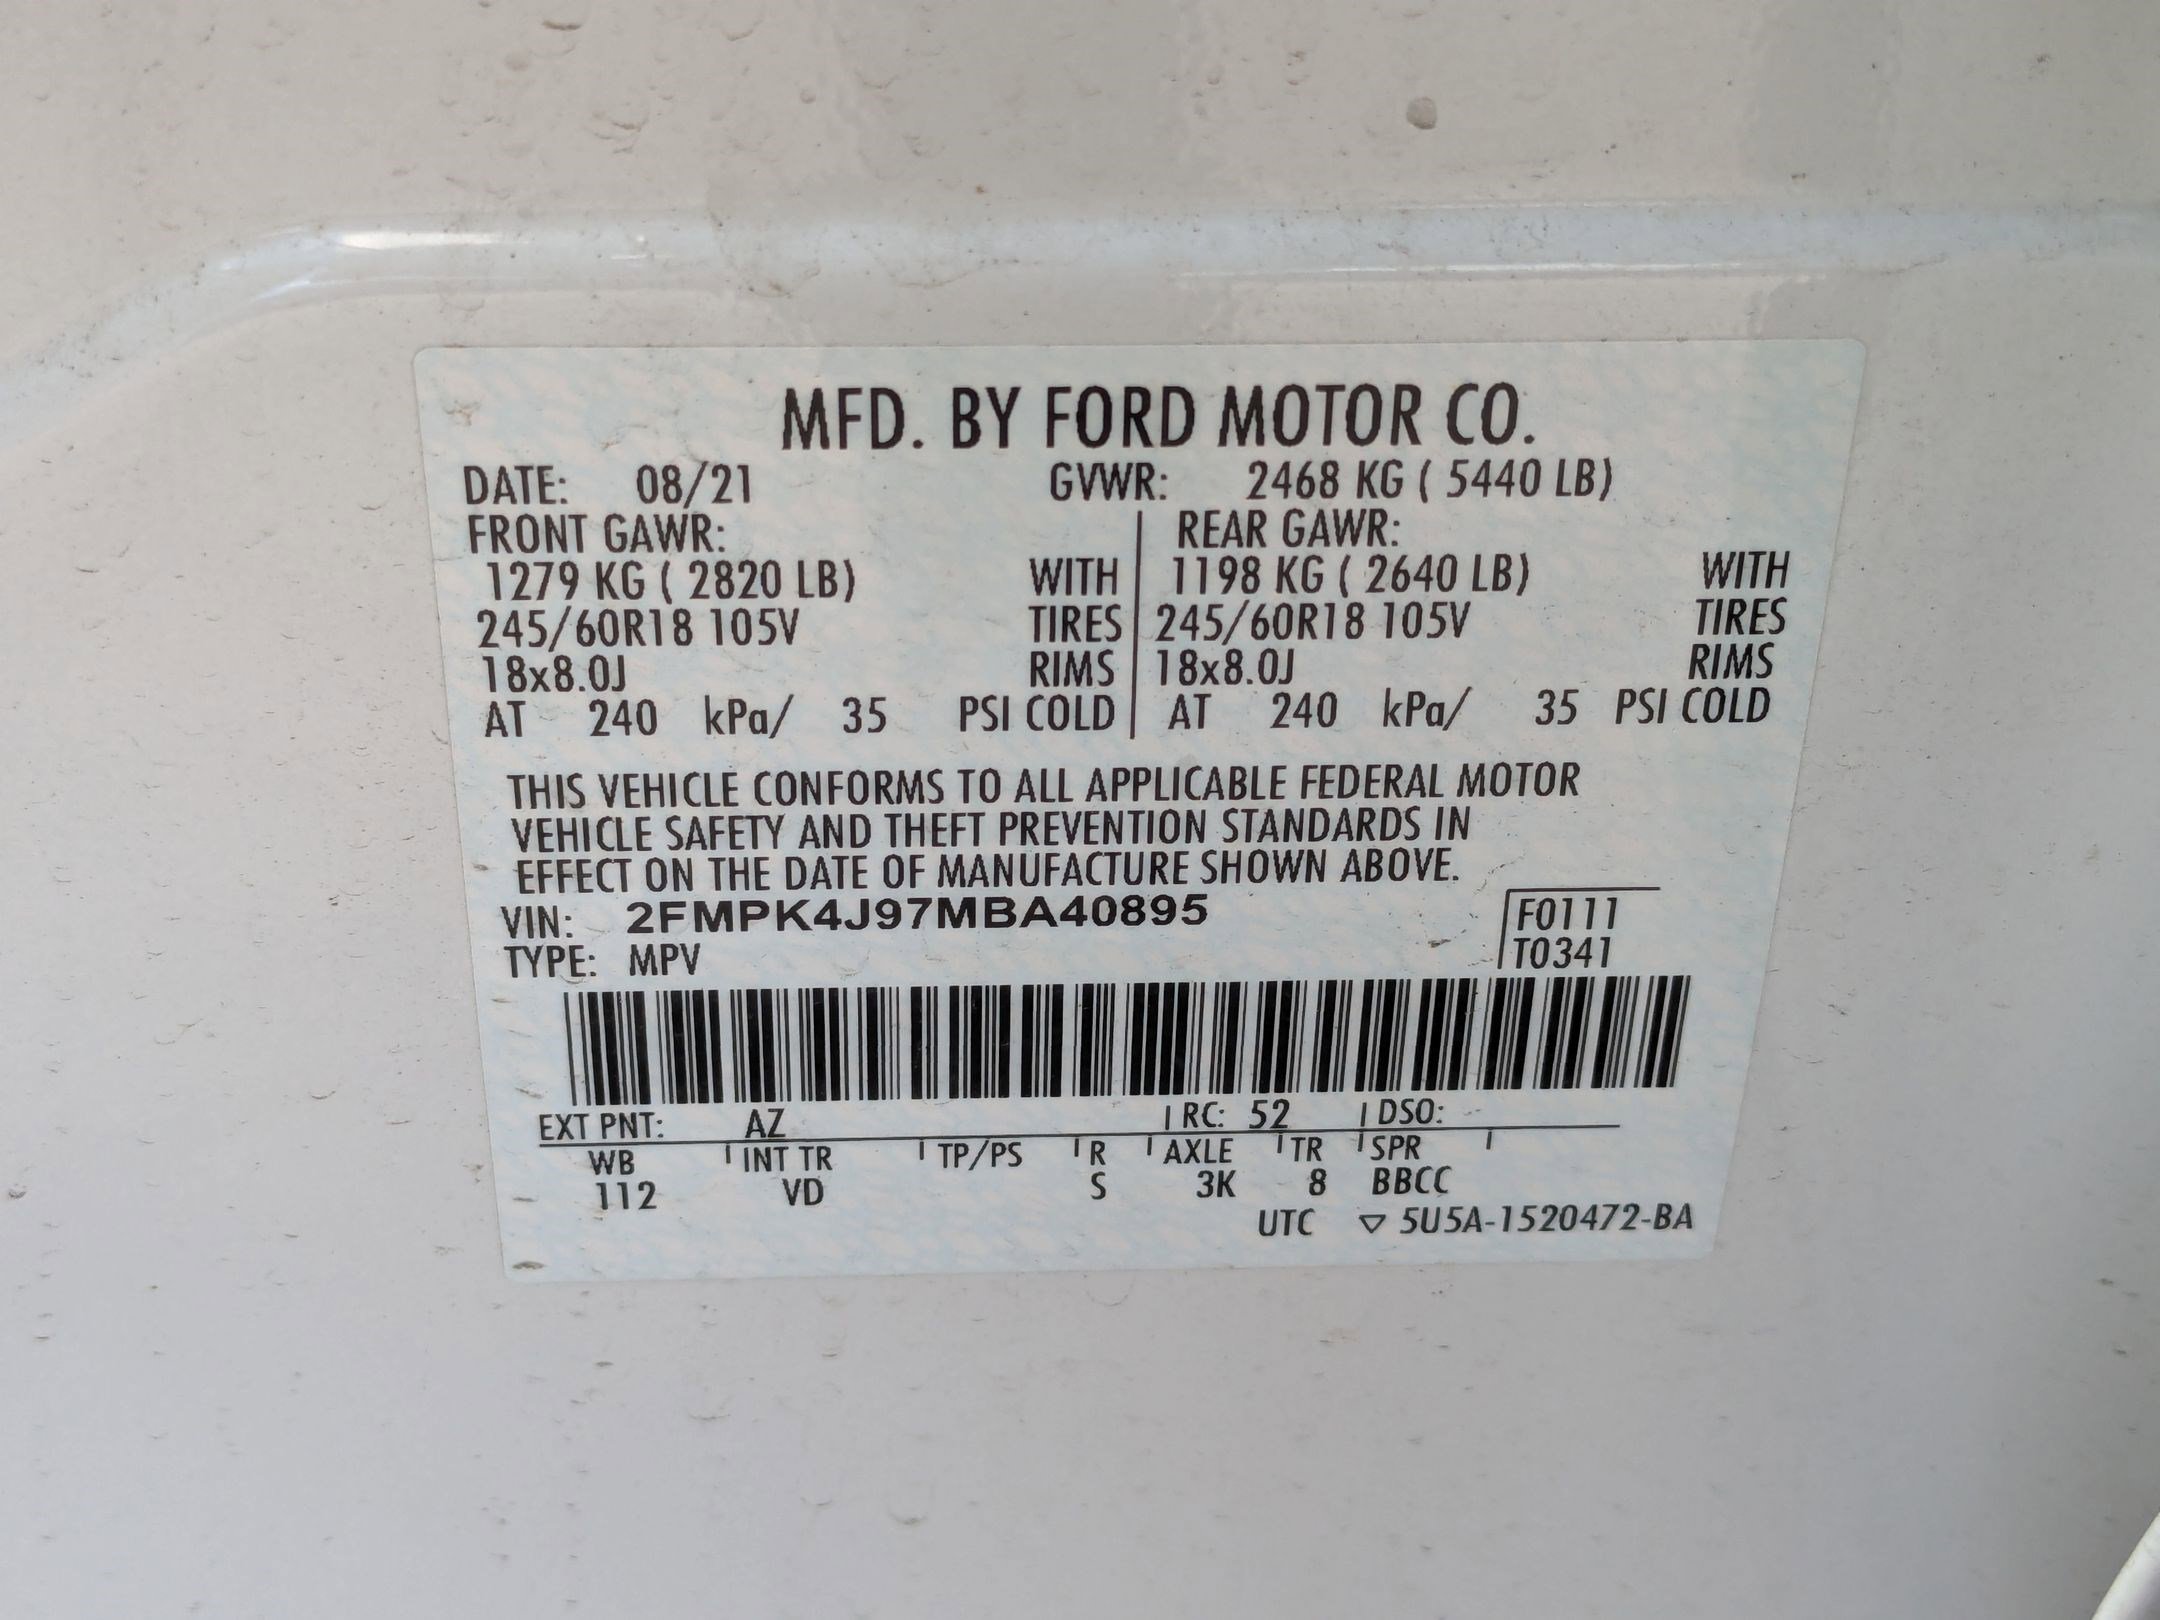 MFD. BY FORD MOTOR CO.
DATE: 08/21 GVWR: 2468 KG ( 5440 LB)
FRONT GAWR: REAR GAWR:
1279 KG ( 2820 LB) WITH 1198 KG ( 2640 LB) WITH
245/60R18 105V TIRES 245/60R18 105V TIRES
18x8.0J RIMS 18x8.0J RIMS
AT 240 kPa/ 35 PSI COLD AT 240 kPa/ 35 PSI COLD
THIS VEHICLE CONFORMS TO ALL APPLICABLE FEDERAL MOTOR
VEHICLE SAFETY AND THEFT PREVENTION STANDARDS IN
EFFECT ON THE DATE OF MANUFACTURE SHOWN ABOVE.
VIN: 2FMPK4J97MBA40895 F0111
TYPE: MPV T0341
EXT PNT: AZ RC: 52 DSO:
WB INT TR TP/PS R AXLE TR SPR
112 VD S 3K 8 BBCC
UTC ▽ 5U5A-1520472-BA